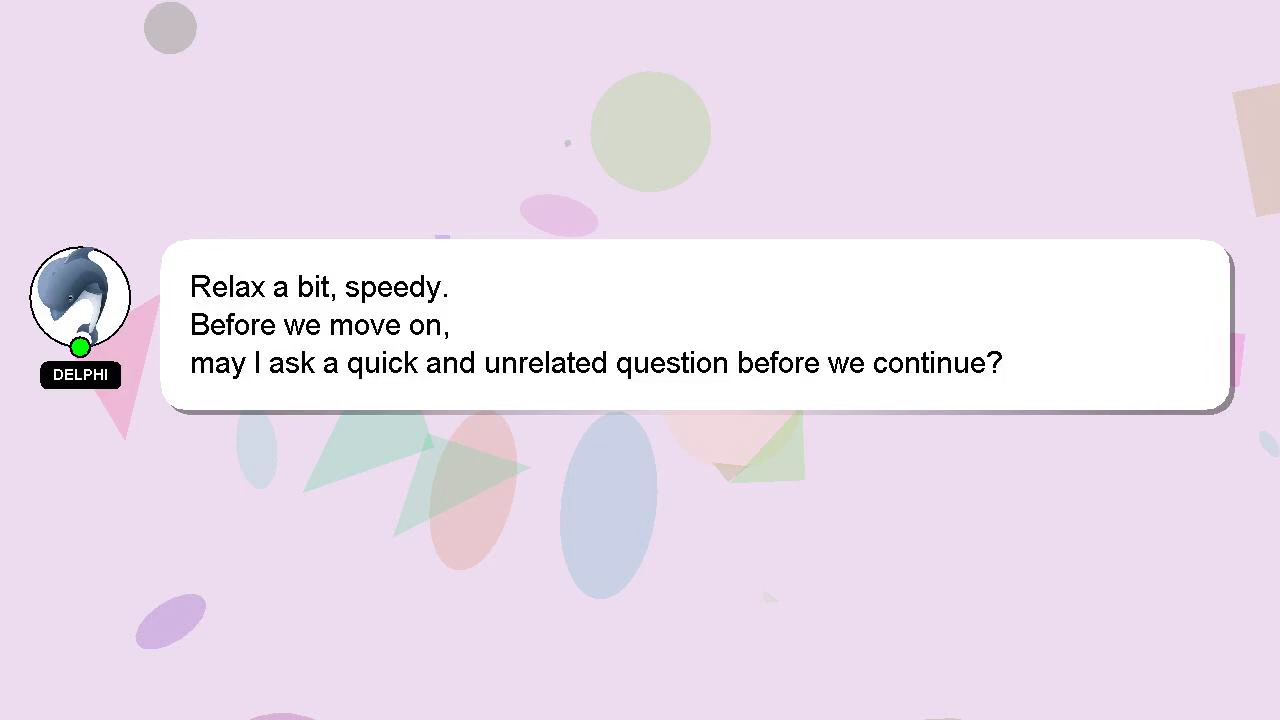 Relax a bit, speedy.
Before we move on,
may I ask a quick and unrelated question before we continue?
DELPHI